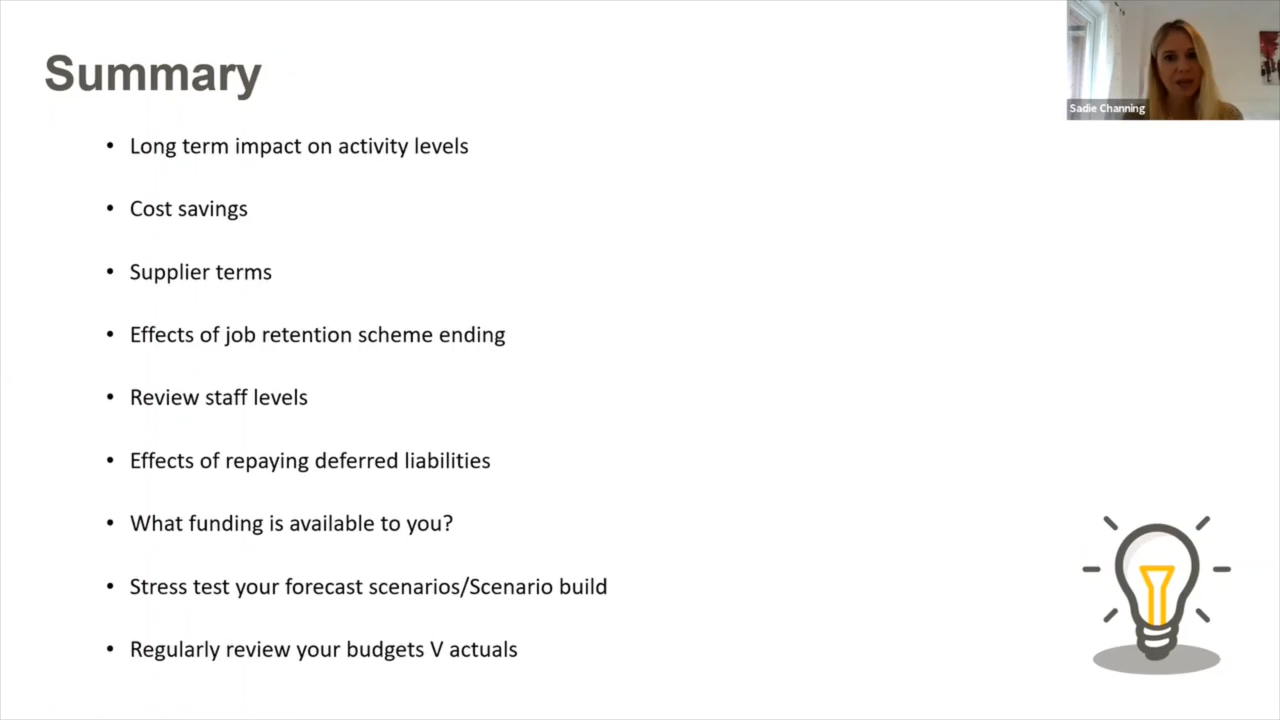 Summary
Sadie Channing
• Long term impact on activity levels
• Cost savings
• Supplier terms
• Effects of job retention scheme ending
• Review staff levels
• Effects of repaying deferred liabilities
• What funding is available to you?
• Stress test your forecast scenarios/Scenario build
• Regularly review your budgets V actuals